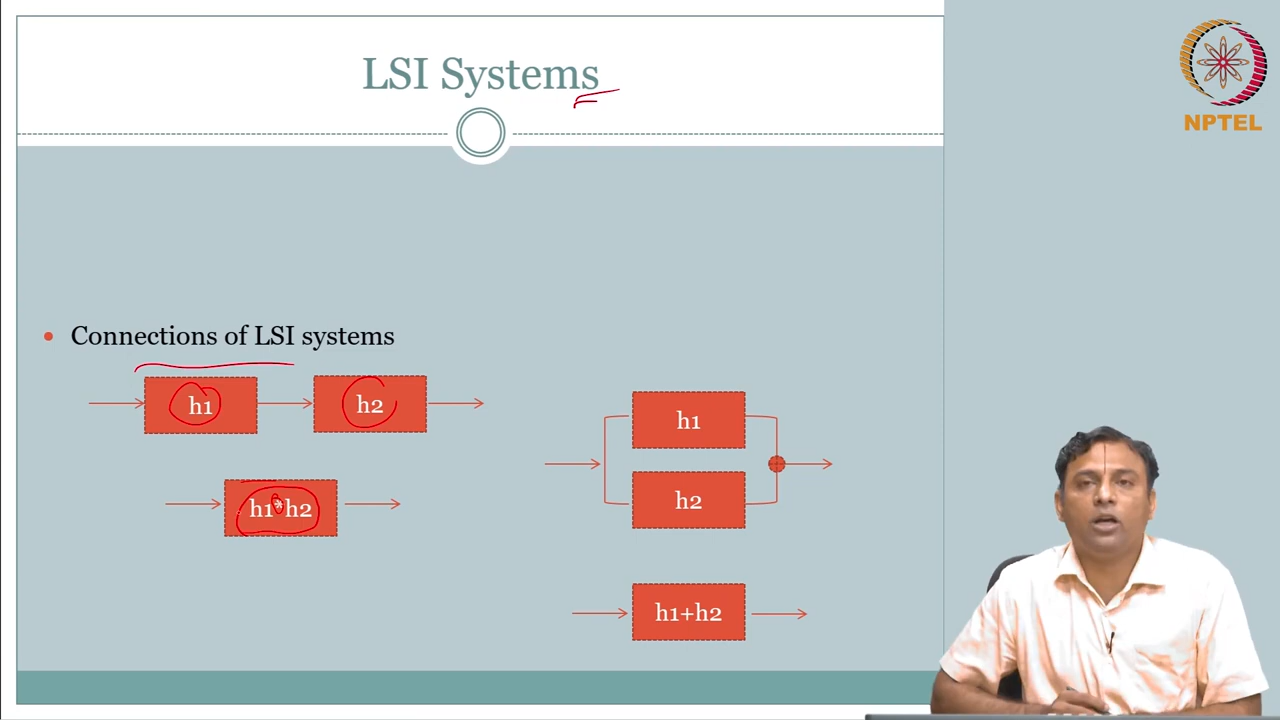 LSI Systems
NPTEL
• Connections of LSI systems
h1
h2
h1*h2
h1
h2
h1+h2